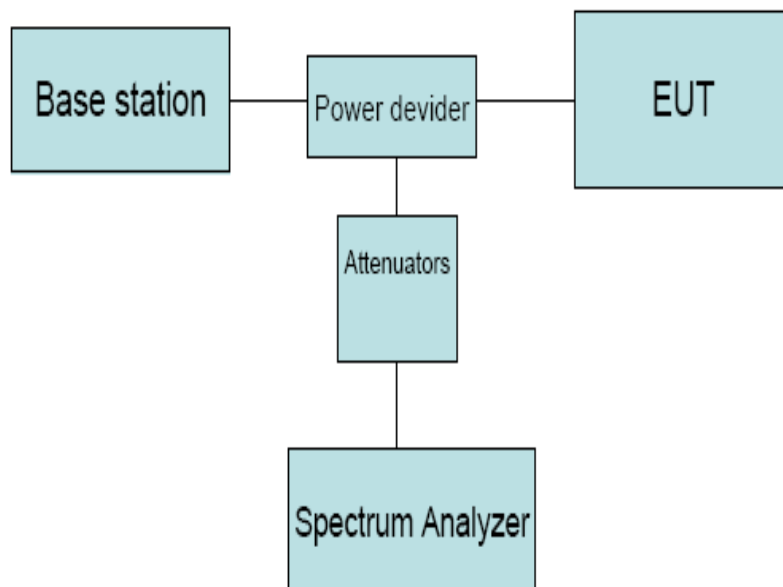 Base station
Power devider
EUT
Attenuators
Spectrum Analyzer